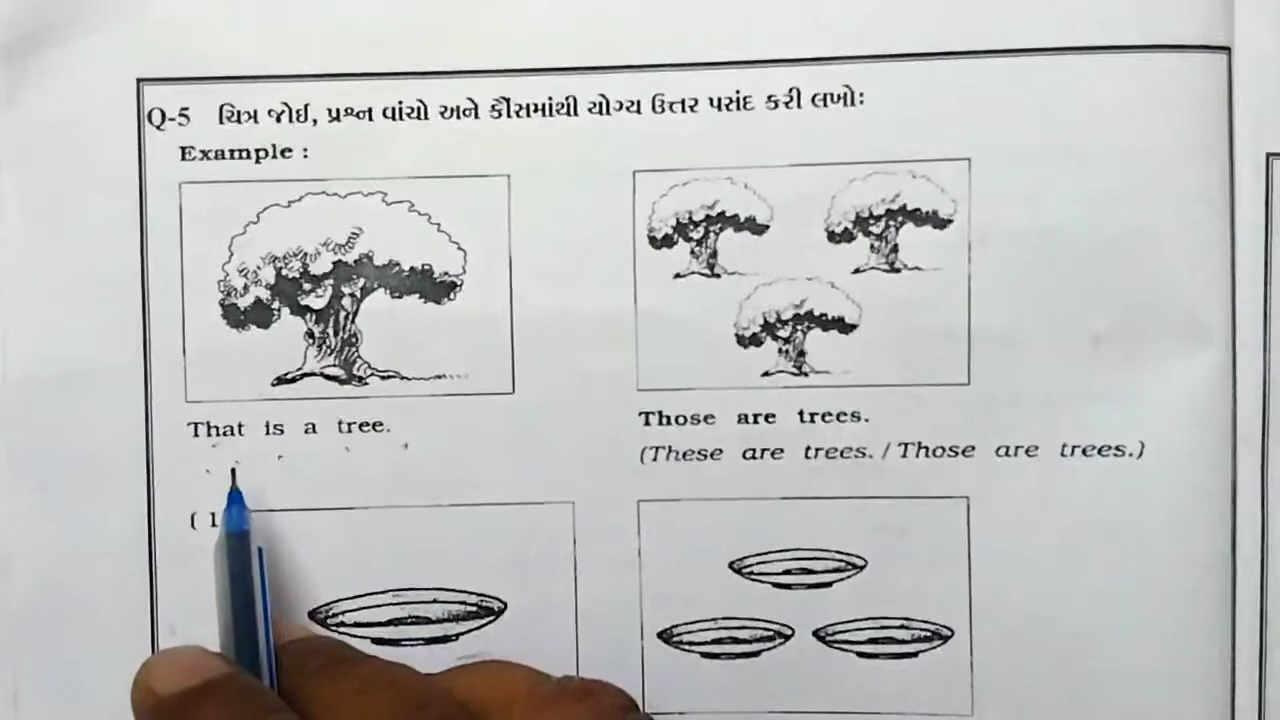 Q-5 ચિત્ર જોઈ, પ્રશ્ન વાંચો અને કૌંસમાંથી યોગ્ય ઉત્તર પસંદ કરી લખોઃ
Example :
That is a tree.
Those are trees.
(These are trees. / Those are trees.)
( 1